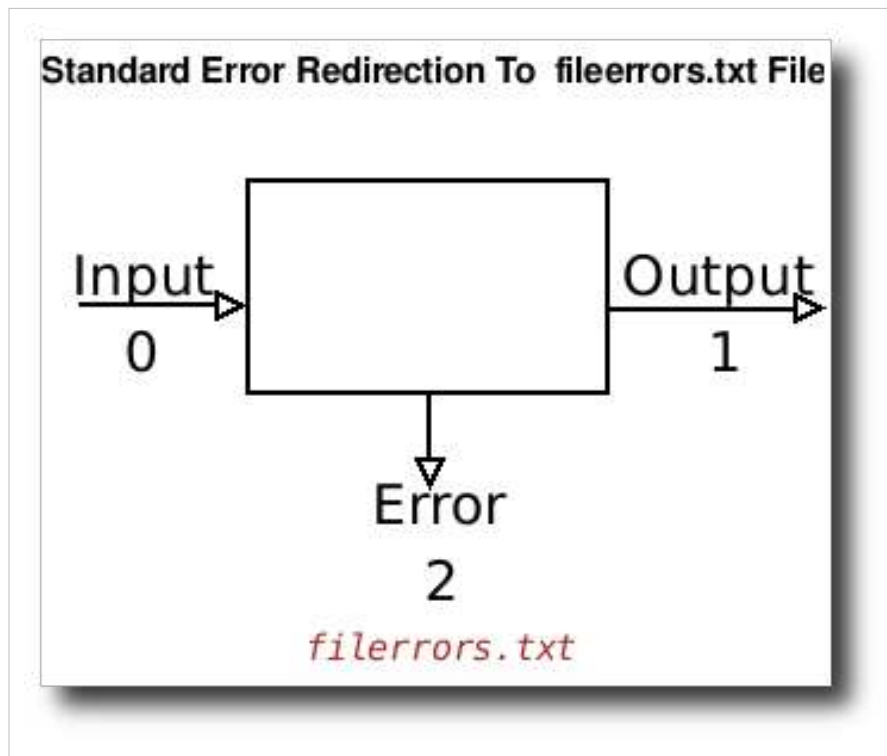 Standard Error Redirection To fileerrors.txt File
Input
Output
0
1
Error
2
filerrors.txt